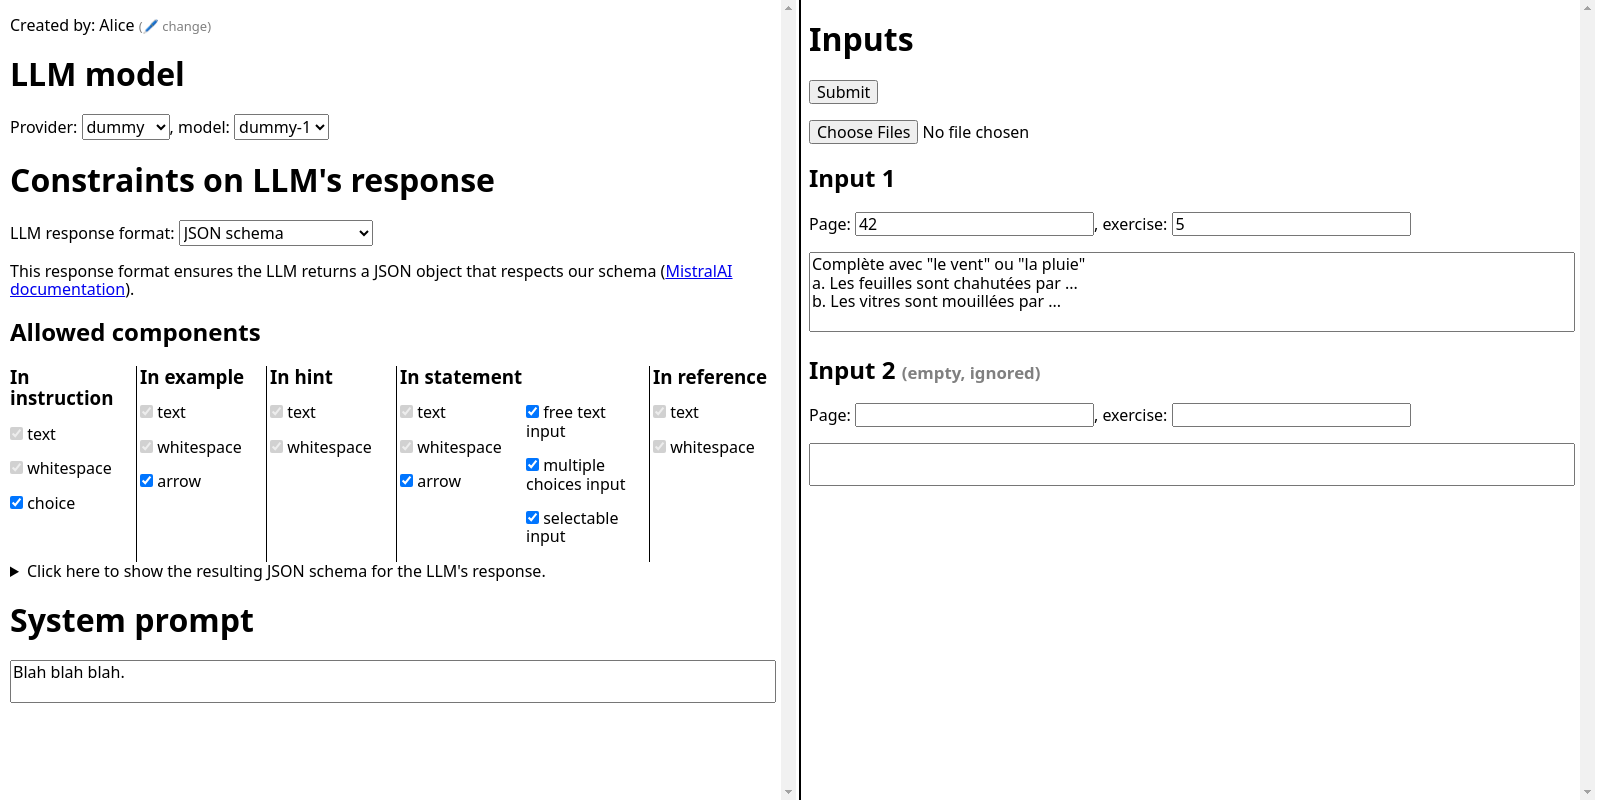 Created by: Alice (🖊️ change)
LLM model
Provider: dummy, model: dummy-1
Constraints on LLM's response
LLM response format: JSON schema
This response format ensures the LLM returns a JSON object that respects our schema (MistralAI
documentation).
Allowed components
In
instruction
text
whitespace
choice
In example
text
whitespace
arrow
In hint
text
whitespace
In statement
text
whitespace
arrow
free text
input
multiple
choices input
selectable
input
In reference
text
whitespace
Click here to show the resulting JSON schema for the LLM's response.
System prompt
Blah blah blah.
Inputs
Submit
Choose Files No file chosen
Input 1
Page: 42, exercise: 5
Complète avec "le vent" ou "la pluie"
a. Les feuilles sont chahutées par ...
b. Les vitres sont mouillées par ...
Input 2 (empty, ignored)
Page: , exercise: